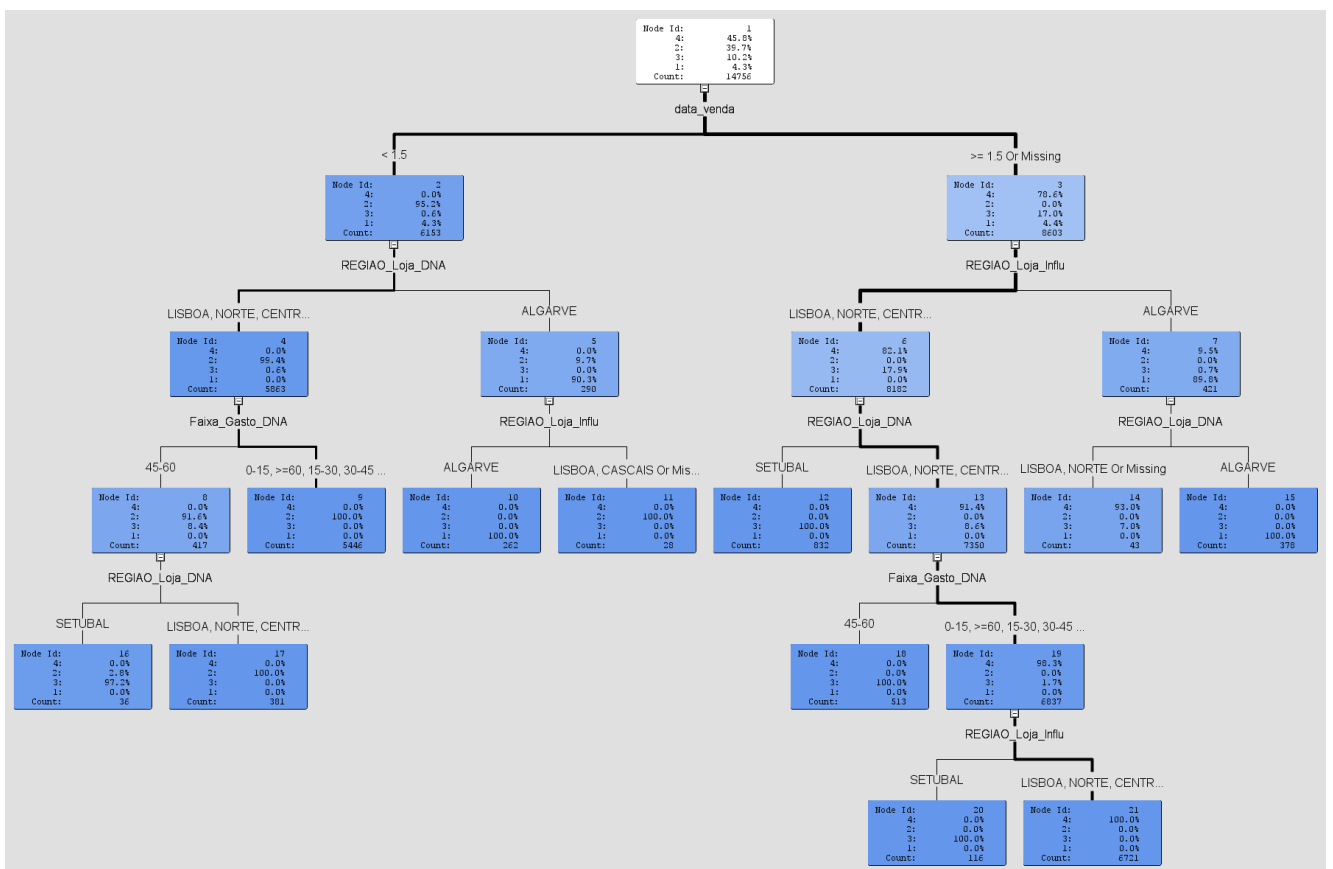 Node Id: 1
4: 45.8%
2: 39.7%
3: 10.2%
1: 4.3%
Count: 14756
data_venda
< 1.5
>= 1.5 Or Missing
Node Id: 2
4: 0.0%
2: 95.2%
3: 0.6%
1: 4.3%
Count: 6153
Node Id: 3
4: 78.6%
2: 0.0%
3: 17.0%
1: 4.4%
Count: 8603
REGIAO_Loja_DNA
REGIAO_Loja_Influ
LISBOA, NORTE, CENTR...
ALGARVE
LISBOA, NORTE, CENTR...
ALGARVE
Node Id: 4
4: 0.0%
2: 99.4%
3: 0.6%
1: 0.0%
Count: 5863
Node Id: 5
4: 0.0%
2: 9.7%
3: 0.0%
1: 90.3%
Count: 290
Node Id: 6
4: 82.1%
2: 0.0%
3: 17.9%
1: 0.0%
Count: 8182
Node Id: 7
4: 9.5%
2: 0.0%
3: 0.7%
1: 89.8%
Count: 421
Faixa_Gasto_DNA
REGIAO_Loja_Influ
REGIAO_Loja_DNA
REGIAO_Loja_DNA
45-60
0-15, >=60, 15-30, 30-45 ...
ALGARVE
LISBOA, CASCAIS Or Mis...
SETUBAL
LISBOA, NORTE, CENTR...
LISBOA, NORTE Or Missing
ALGARVE
Node Id: 8
4: 0.0%
2: 91.6%
3: 8.4%
1: 0.0%
Count: 417
Node Id: 9
4: 0.0%
2: 100.0%
3: 0.0%
1: 0.0%
Count: 5446
Node Id: 10
4: 0.0%
2: 0.0%
3: 0.0%
1: 100.0%
Count: 262
Node Id: 11
4: 0.0%
2: 100.0%
3: 0.0%
1: 0.0%
Count: 28
Node Id: 12
4: 0.0%
2: 0.0%
3: 100.0%
1: 0.0%
Count: 832
Node Id: 13
4: 91.4%
2: 0.0%
3: 8.6%
1: 0.0%
Count: 7350
Node Id: 14
4: 93.0%
2: 0.0%
3: 7.0%
1: 0.0%
Count: 43
Node Id: 15
4: 0.0%
2: 0.0%
3: 0.0%
1: 100.0%
Count: 378
REGIAO_Loja_DNA
Faixa_Gasto_DNA
SETUBAL
LISBOA, NORTE, CENTR...
45-60
0-15, >=60, 15-30, 30-45 ...
Node Id: 16
4: 0.0%
2: 2.8%
3: 97.2%
1: 0.0%
Count: 36
Node Id: 17
4: 0.0%
2: 100.0%
3: 0.0%
1: 0.0%
Count: 381
Node Id: 18
4: 0.0%
2: 0.0%
3: 100.0%
1: 0.0%
Count: 513
Node Id: 19
4: 98.3%
2: 0.0%
3: 1.7%
1: 0.0%
Count: 6837
REGIAO_Loja_Influ
SETUBAL
LISBOA, NORTE, CENTR...
Node Id: 20
4: 0.0%
2: 0.0%
3: 100.0%
1: 0.0%
Count: 116
Node Id: 21
4: 100.0%
2: 0.0%
3: 0.0%
1: 0.0%
Count: 6721